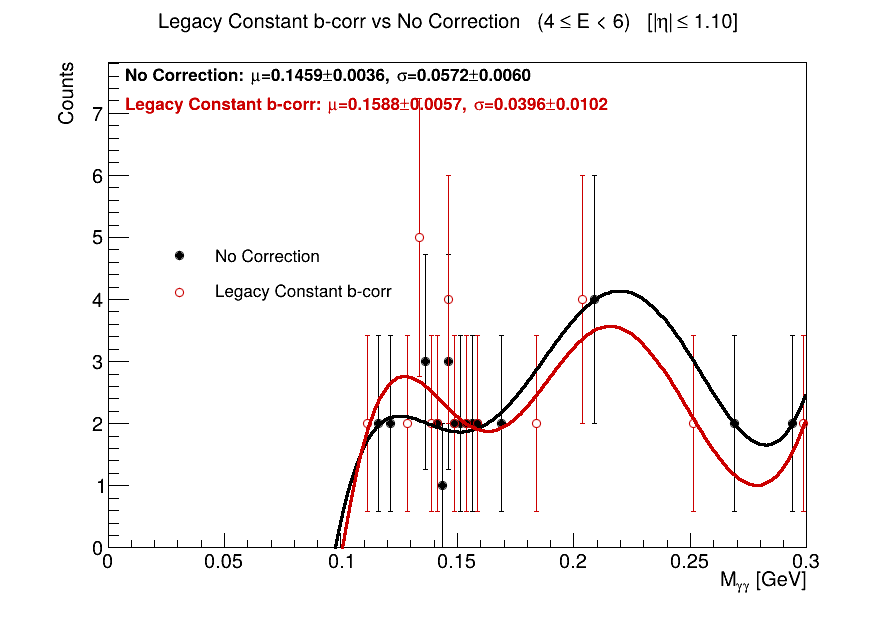 Legacy Constant b-corr vs No Correction (4 ≤ E < 6) [|η| ≤ 1.10]
Counts
No Correction: μ=0.1459±0.0036, σ=0.0572±0.0060
Legacy Constant b-corr: μ=0.1588±0.0057, σ=0.0396±0.0102
7
6
5
4
3
2
1
0
No Correction
Legacy Constant b-corr
0 0.05 0.1 0.15 0.2 0.25 0.3
Mγγ [GeV]